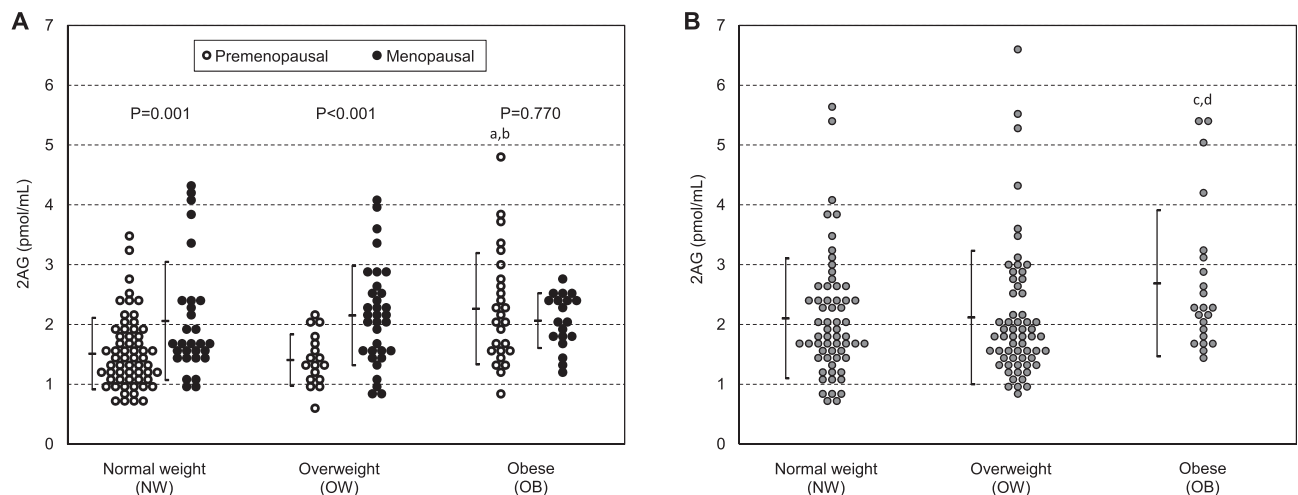 A
7
6
5
4
3
2
1
0
2AG (pmol/mL)
Premenopausal Menopausal
P=0.001 P<0.001 P=0.770
a,b
Normal weight
(NW)
Overweight
(OW)
Obese
(OB)
B
7
6
5
4
3
2
1
0
2AG (pmol/mL)
c,d
Normal weight
(NW)
Overweight
(OW)
Obese
(OB)